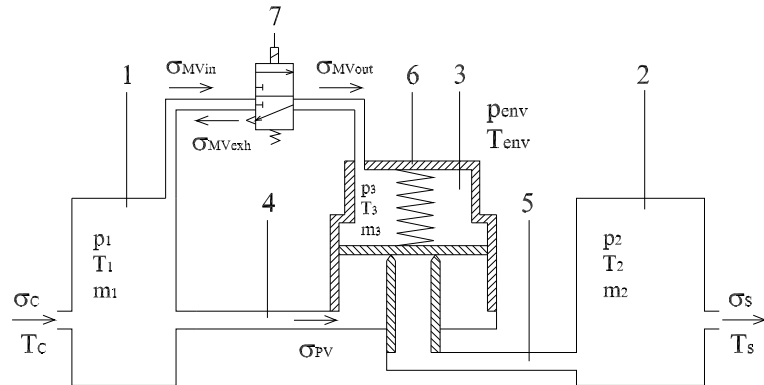 7
1
σMVin
σMVout
6
3
2
penv
Tenv
σMVexh
p3
T3
m3
4
5
p1
T1
m1
p2
T2
m2
σC
TC
σPV
σS
TS